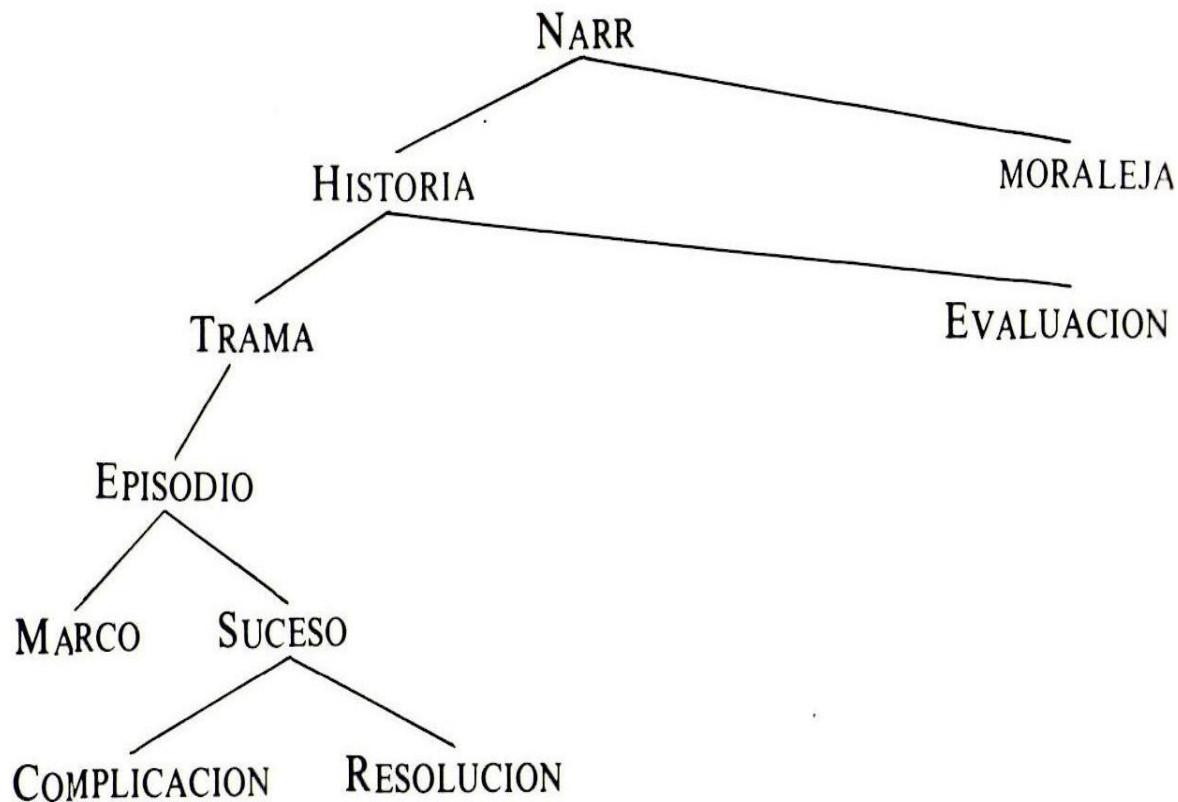 NARR
HISTORIA
MORALEJA
TRAMA
EVALUACION
EPISODIO
MARCO SUCESO
COMPLICACION RESOLUCION